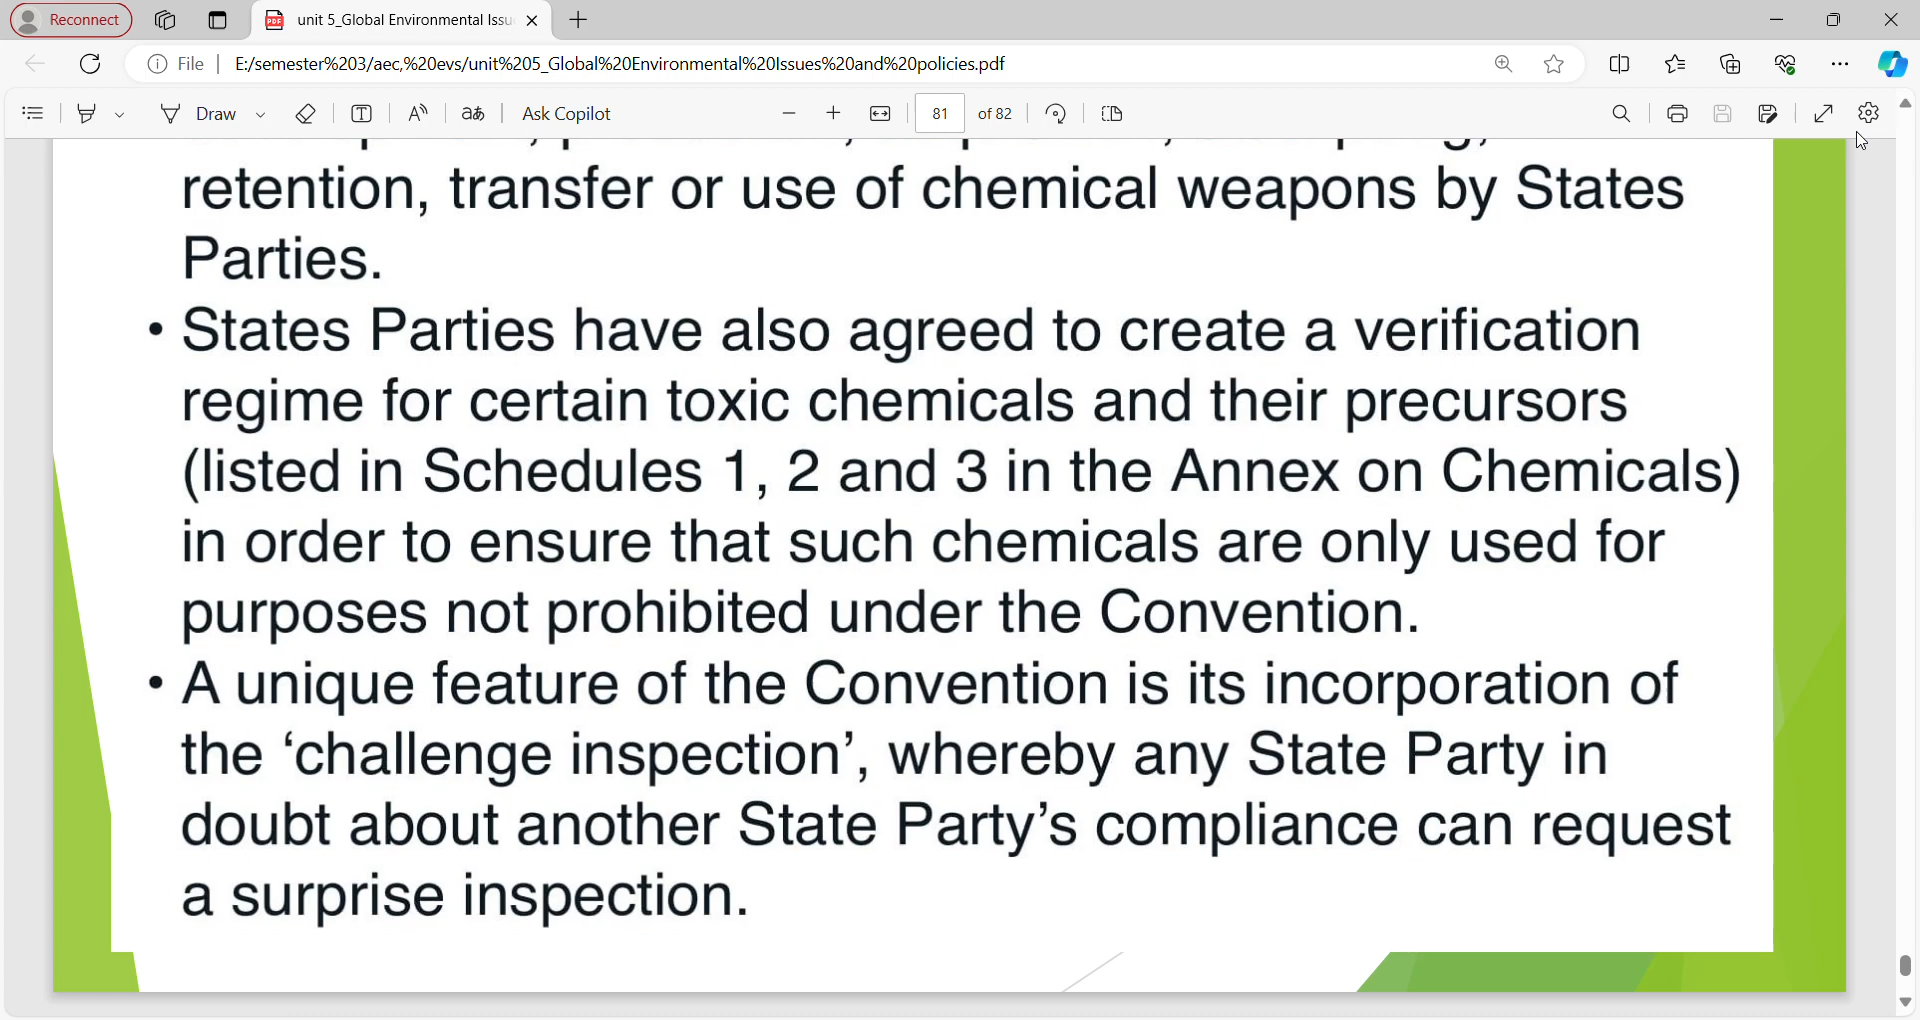 Reconnect
unit 5_Global Environmental Issu
File
E:/semester%203/aec,%20evs/unit%205_Global%20Environmental%20Issues%20and%20policies.pdf
Draw
Ask Copilot
81 of 82
retention, transfer or use of chemical weapons by States
Parties.
• States Parties have also agreed to create a verification
regime for certain toxic chemicals and their precursors
(listed in Schedules 1, 2 and 3 in the Annex on Chemicals)
in order to ensure that such chemicals are only used for
purposes not prohibited under the Convention.
• A unique feature of the Convention is its incorporation of
the ‘challenge inspection’, whereby any State Party in
doubt about another State Party’s compliance can request
a surprise inspection.